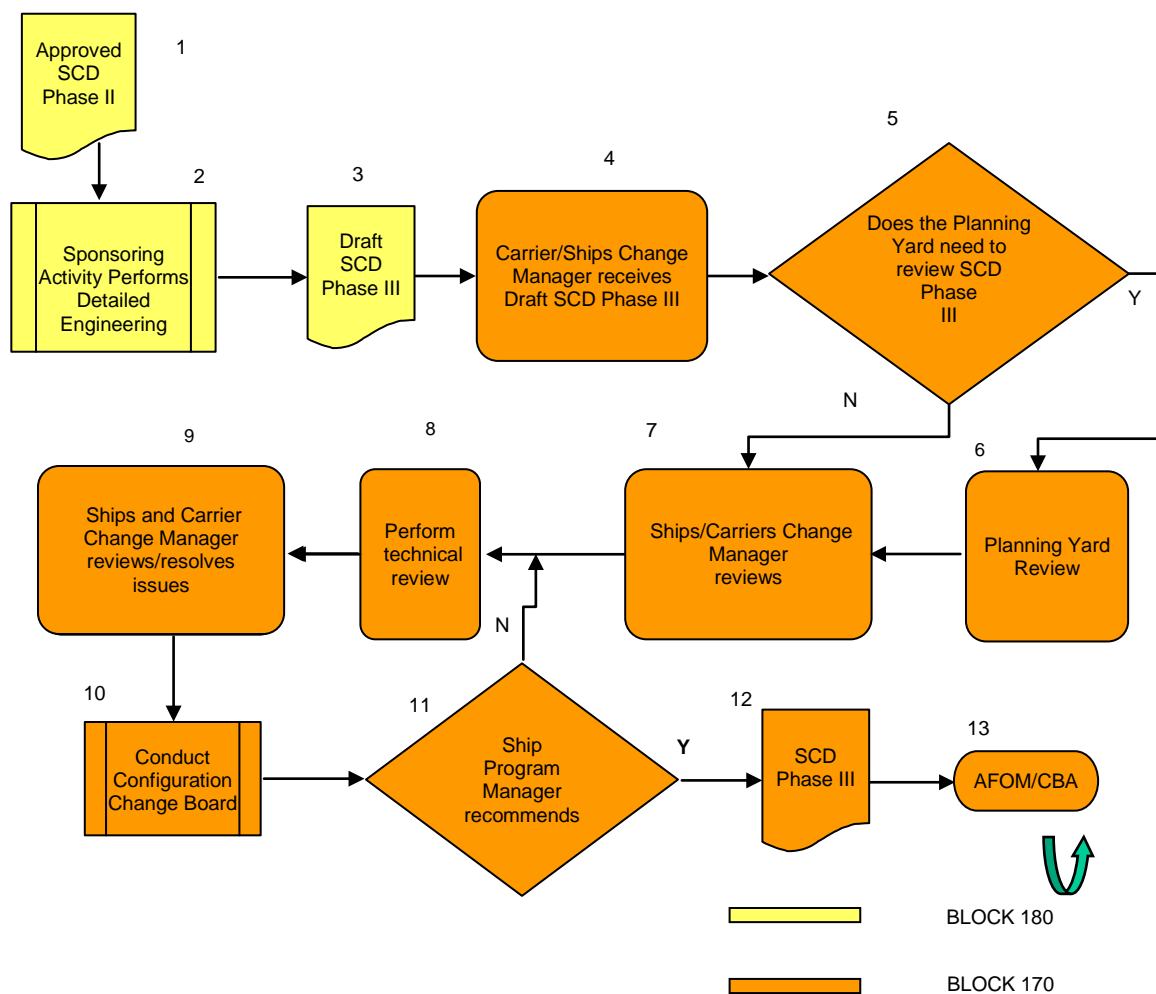 1
Approved
SCD
Phase II
2
Sponsoring
Activity Performs
Detailed
Engineering
3
Draft
SCD
Phase III
4
Carrier/Ships Change
Manager receives
Draft SCD Phase III
5
Does the Planning
Yard need to
review SCD
Phase
III
Y
N
6
Planning Yard
Review
7
Ships/Carriers Change
Manager
reviews
8
Perform
technical
review
9
Ships and Carrier
Change Manager
reviews/resolves
issues
10
Conduct
Configuration
Change Board
11
Ship
Program
Manager
recommends
N
Y
12
SCD
Phase III
13
AFOM/CBA
BLOCK 180
BLOCK 170